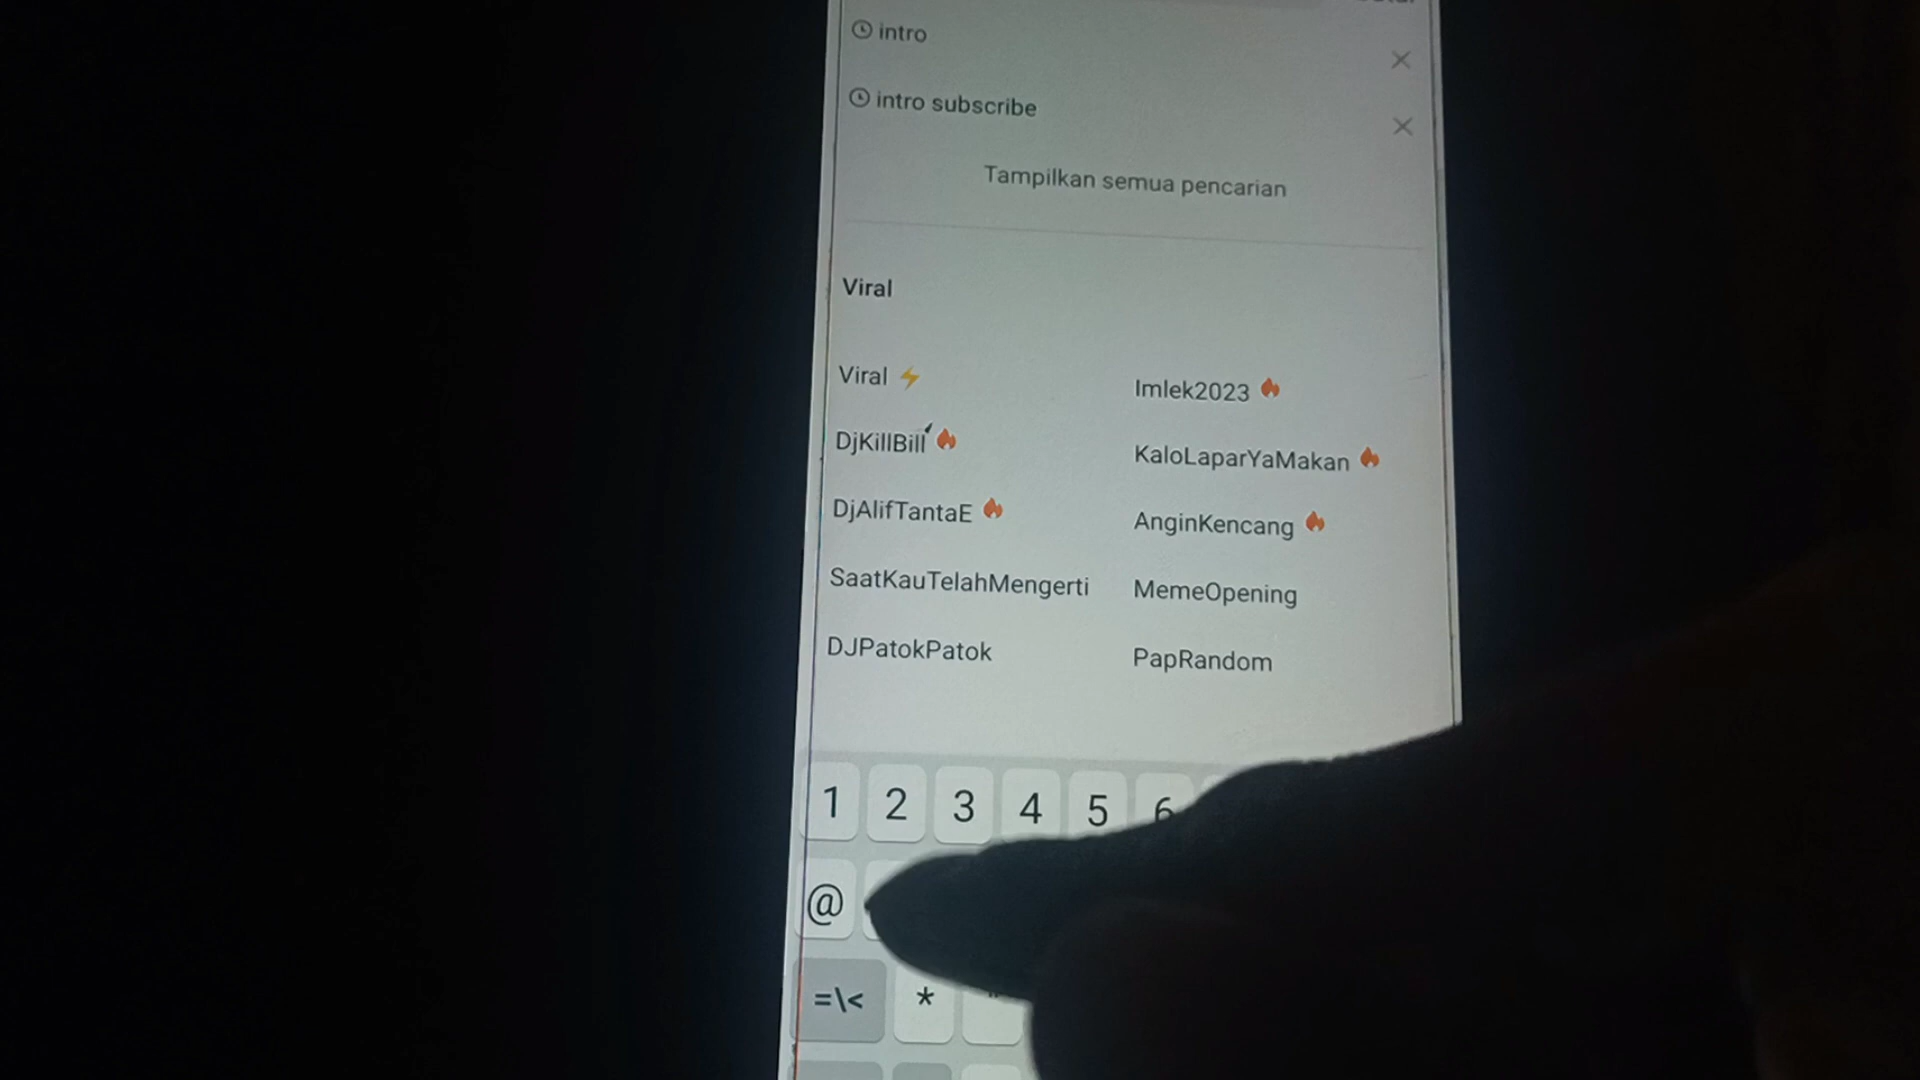 intro
intro subscribe
Tampilkan semua pencarian
Viral
Viral ⚡ Imlek2023 🔥
DjKillBill 🔥 KaloLaparYaMakan 🔥
DjAlifTantaE 🔥 AnginKencang 🔥
SaatKauTelahMengerti MemeOpening
DJPatokPatok PapRandom
1 2 3 4 5 6
@
=\< * "